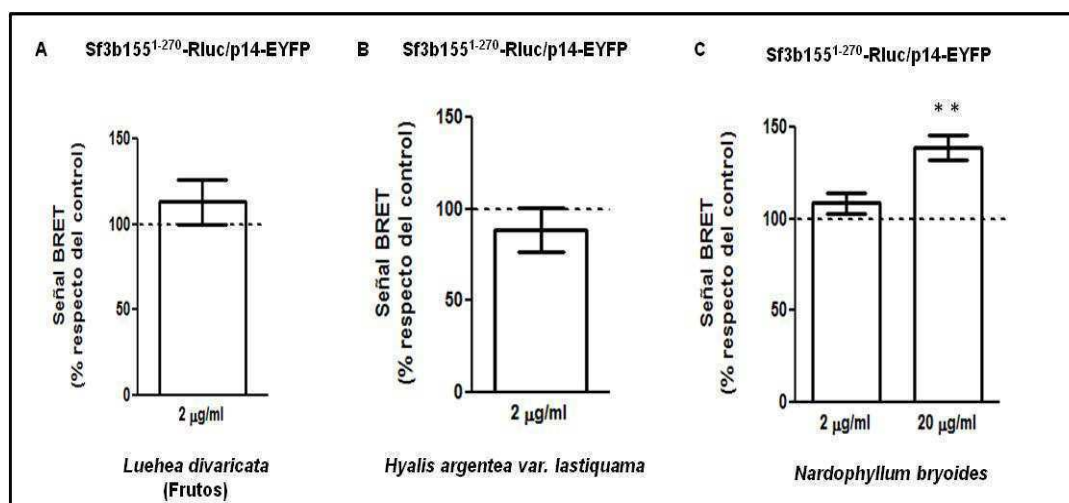 A Sf3b155¹⁻²⁷⁰-Rluc/p14-EYFP
Señal BRET
(% respecto del control)
150
100
50
0
2 µg/ml
Luehea divaricata
(Frutos)
B Sf3b155¹⁻²⁷⁰-Rluc/p14-EYFP
Señal BRET
(% respecto del control)
150
100
50
0
2 µg/ml
Hyalis argentea var. lastiquama
C Sf3b155¹⁻²⁷⁰-Rluc/p14-EYFP
* *
Señal BRET
(% respecto del control)
150
100
50
0
2 µg/ml 20 µg/ml
Nardophyllum bryoides